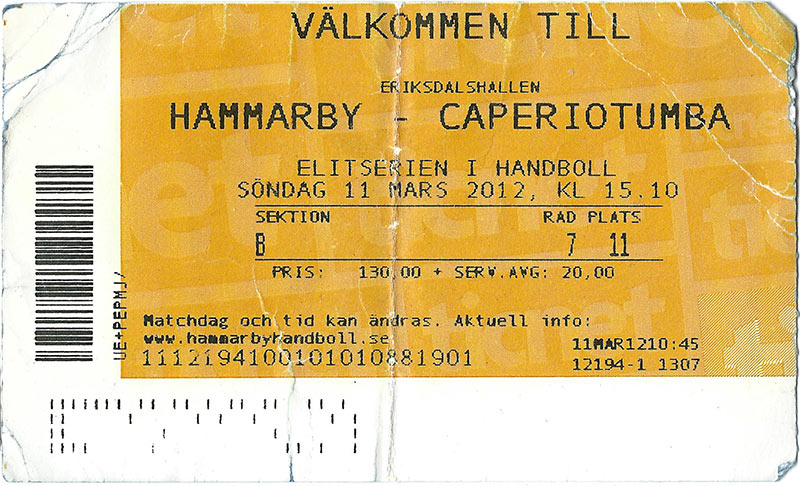 VÄLKOMMEN TILL
ERIKSDALSHALLEN
HAMMARBY - CAPERIOTUMBA
ELITSERIEN I HANDBOLL
SÖNDAG 11 MARS 2012, KL 15.10
SEKTION RAD PLATS
B 7 11
PRIS: 130,00 + SERV.AVG: 20,00
Matchdag och tid kan ändras. Aktuell info:
www.hammarbyhandboll.se
11MAR1210:45
1112194100101010881901
12194-1 1307
UE+PEPMJ/